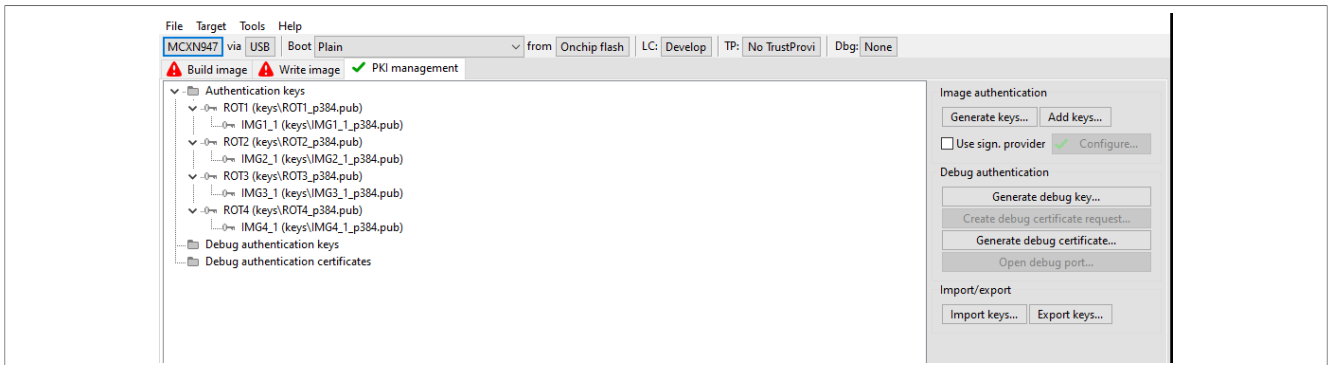 File Target Tools Help
MCXN947 via USB Boot Plain from Onchip flash LC: Develop TP: No TrustProvi Dbg: None
Build image Write image PKI management
Authentication keys
ROT1 (keys\ROT1_p384.pub)
IMG1_1 (keys\IMG1_1_p384.pub)
ROT2 (keys\ROT2_p384.pub)
IMG2_1 (keys\IMG2_1_p384.pub)
ROT3 (keys\ROT3_p384.pub)
IMG3_1 (keys\IMG3_1_p384.pub)
ROT4 (keys\ROT4_p384.pub)
IMG4_1 (keys\IMG4_1_p384.pub)
Debug authentication keys
Debug authentication certificates
Image authentication
Generate keys... Add keys...
Use sign. provider Configure...
Debug authentication
Generate debug key...
Create debug certificate request...
Generate debug certificate...
Open debug port...
Import/export
Import keys... Export keys...